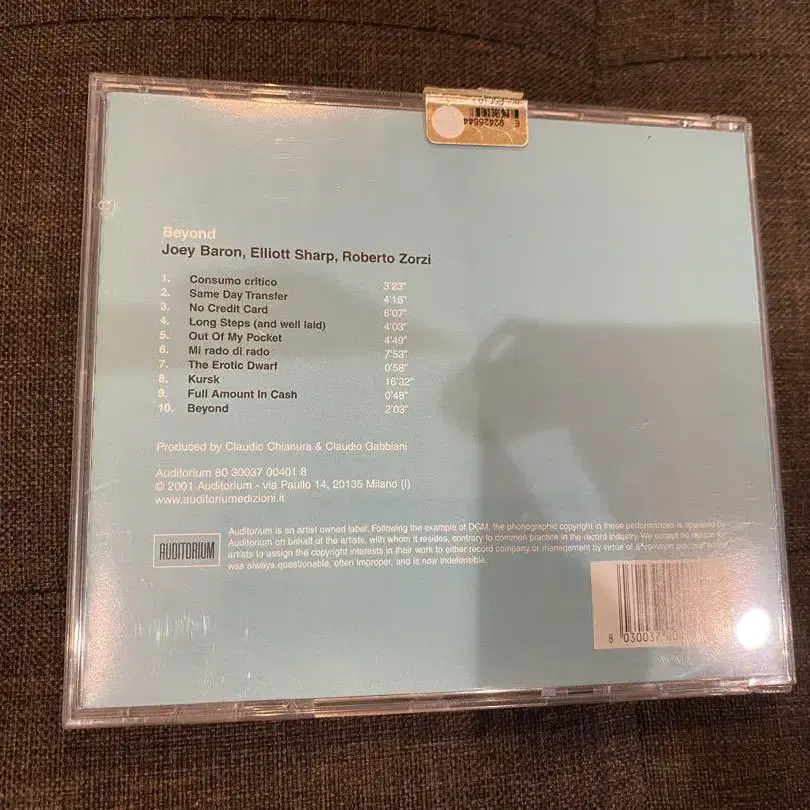 Beyond
Joey Baron, Elliott Sharp, Roberto Zorzi
1. Consumo critico 3'23"
2. Same Day Transfer 4'16"
3. No Credit Card 6'07"
4. Long Steps (and well laid) 4'03"
5. Out Of My Pocket 4'49"
6. Mi rado di rado 7'53"
7. The Erotic Dwarf 0'58"
8. Kursk 16'32"
9. Full Amount In Cash 0'48"
10. Beyond 2'03"
Produced by Claudio Chianura & Claudio Gabbiani
Auditorium 80 30037 00401 8
© 2001 Auditorium - via Paullo 14, 20135 Milano (I)
www.auditoriumedizioni.it
AUDITORIUM
Auditorium is an artist owned label. Following the example of DGM, the phonographic copyright in these performances is operated by
Auditorium on behalf of the artists, with whom it resides, contrary to common practice in the record industry. We accept no reason for
artists to assign the copyright interests in their work to either record company or management by virtue of a "common practice" which
was always questionable, often improper, and is now indefensible.
8 030037 00